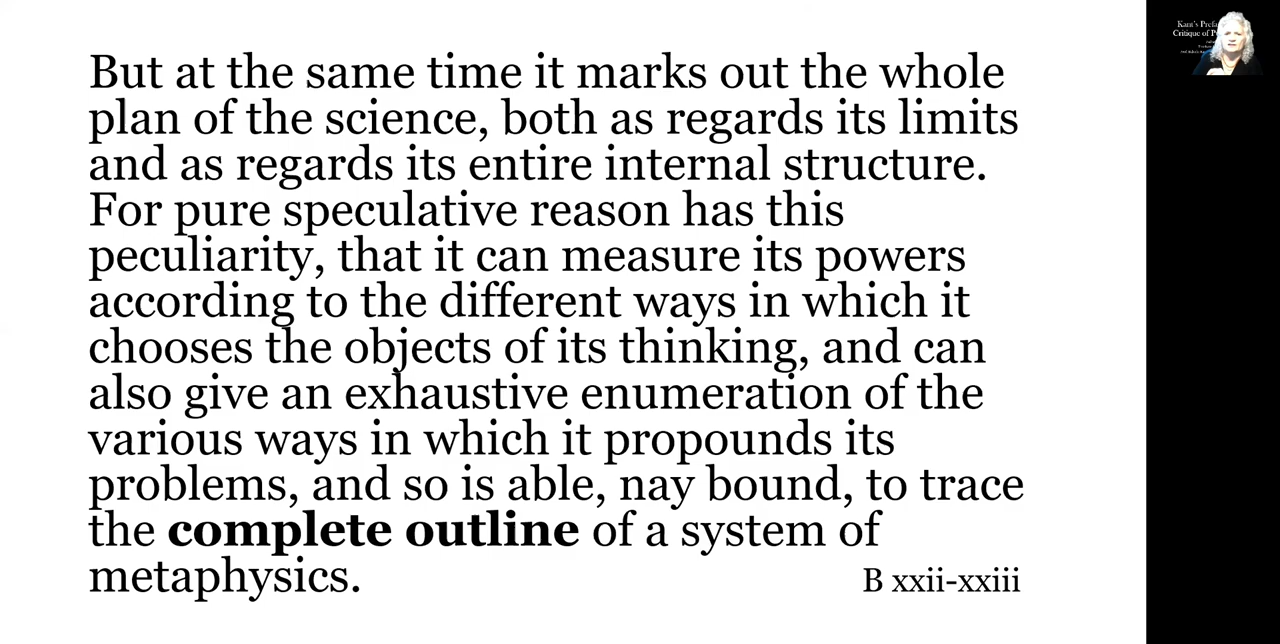 But at the same time it marks out the whole
plan of the science, both as regards its limits
and as regards its entire internal structure.
For pure speculative reason has this
peculiarity, that it can measure its powers
according to the different ways in which it
chooses the objects of its thinking, and can
also give an exhaustive enumeration of the
various ways in which it propounds its
problems, and so is able, nay bound, to trace
the complete outline of a system of
metaphysics.
B xxii-xxiii
Kant's
Critique of